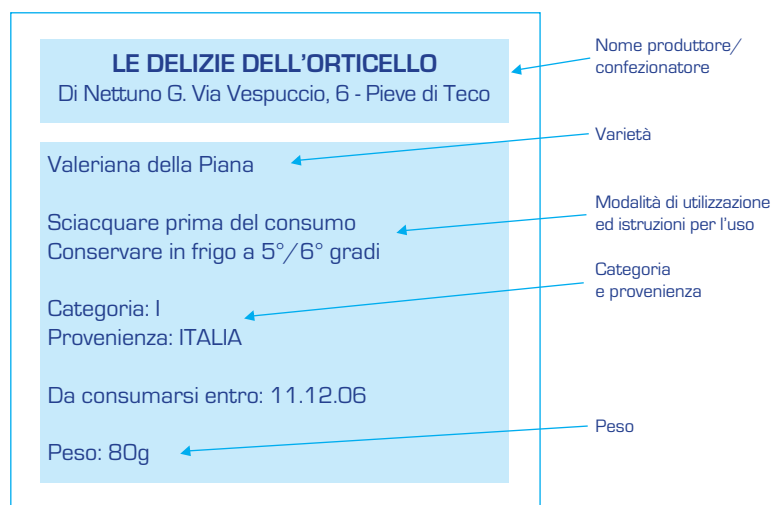 LE DELIZIE DELL'ORTICELLO
Di Nettuno G. Via Vespuccio, 6 - Pieve di Teco
Valeriana della Piana
Sciacquare prima del consumo
Conservare in frigo a 5°/6° gradi
Categoria: I
Provenienza: ITALIA
Da consumarsi entro: 11.12.06
Peso: 80g
Nome produttore/
confezionatore
Varietà
Modalità di utilizzazione
ed istruzioni per l'uso
Categoria
e provenienza
Peso